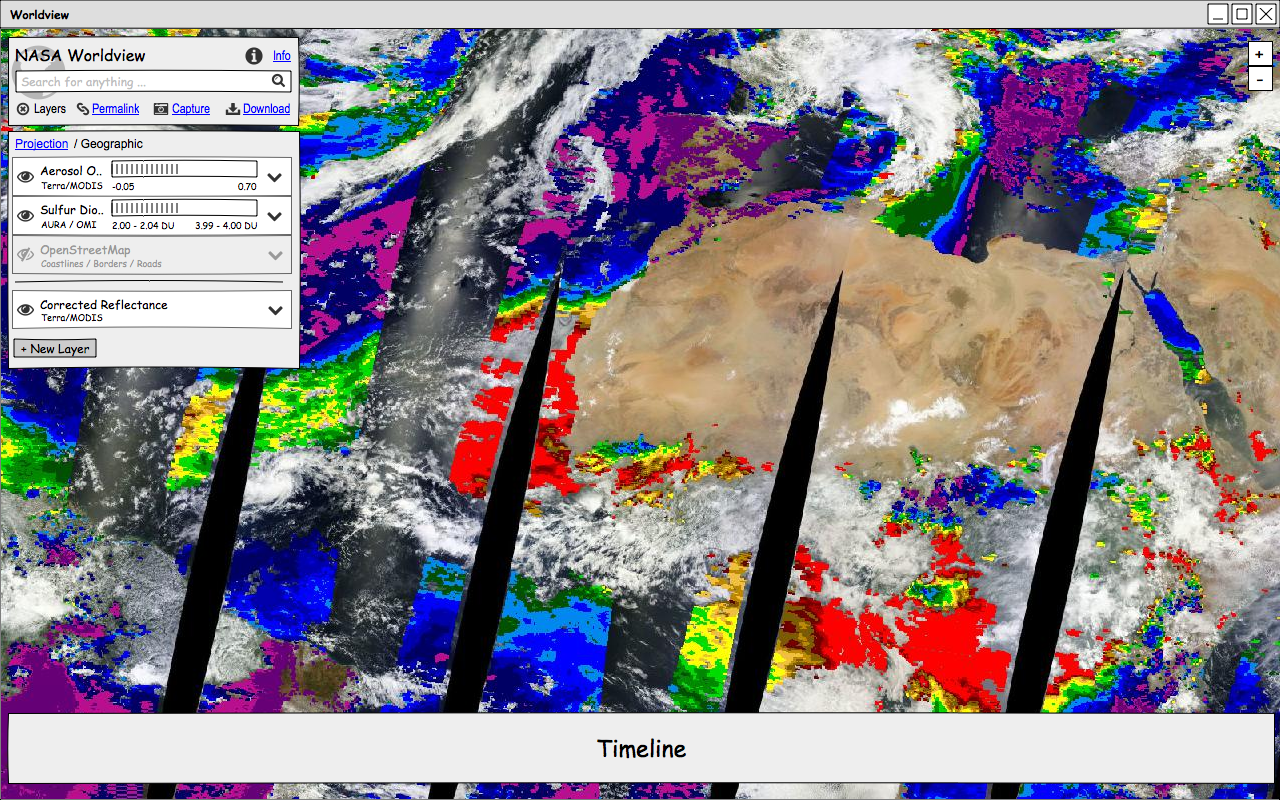 Worldview
NASA Worldview
Info
Search for anything ...
Layers Permalink Capture Download
Projection / Geographic
Aerosol O..
Terra/MODIS -0.05 0.70
Sulfur Dio..
AURA / OMI 2.00 - 2.04 DU 3.99 - 4.00 DU
OpenStreetMap
Coastlines / Borders / Roads
Corrected Reflectance
Terra/MODIS
+ New Layer
+
-
Timeline